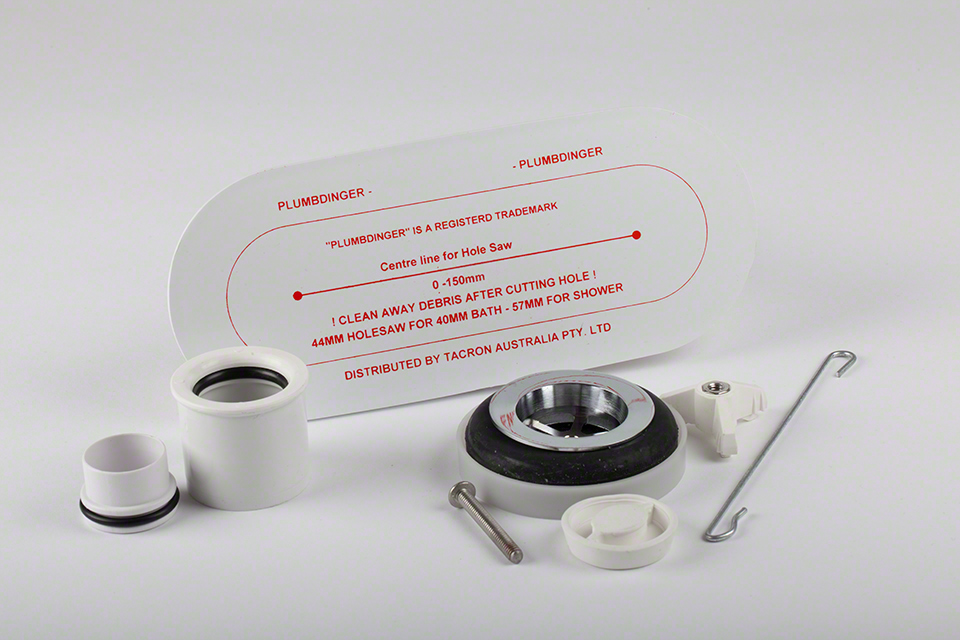 PLUMBDINGER -
- PLUMBDINGER
"PLUMBDINGER" IS A REGISTERD TRADEMARK
Centre line for Hole Saw
0 -150mm
! CLEAN AWAY DEBRIS AFTER CUTTING HOLE !
44MM HOLESAW FOR 40MM BATH - 57MM FOR SHOWER
DISTRIBUTED BY TACRON AUSTRALIA PTY. LTD